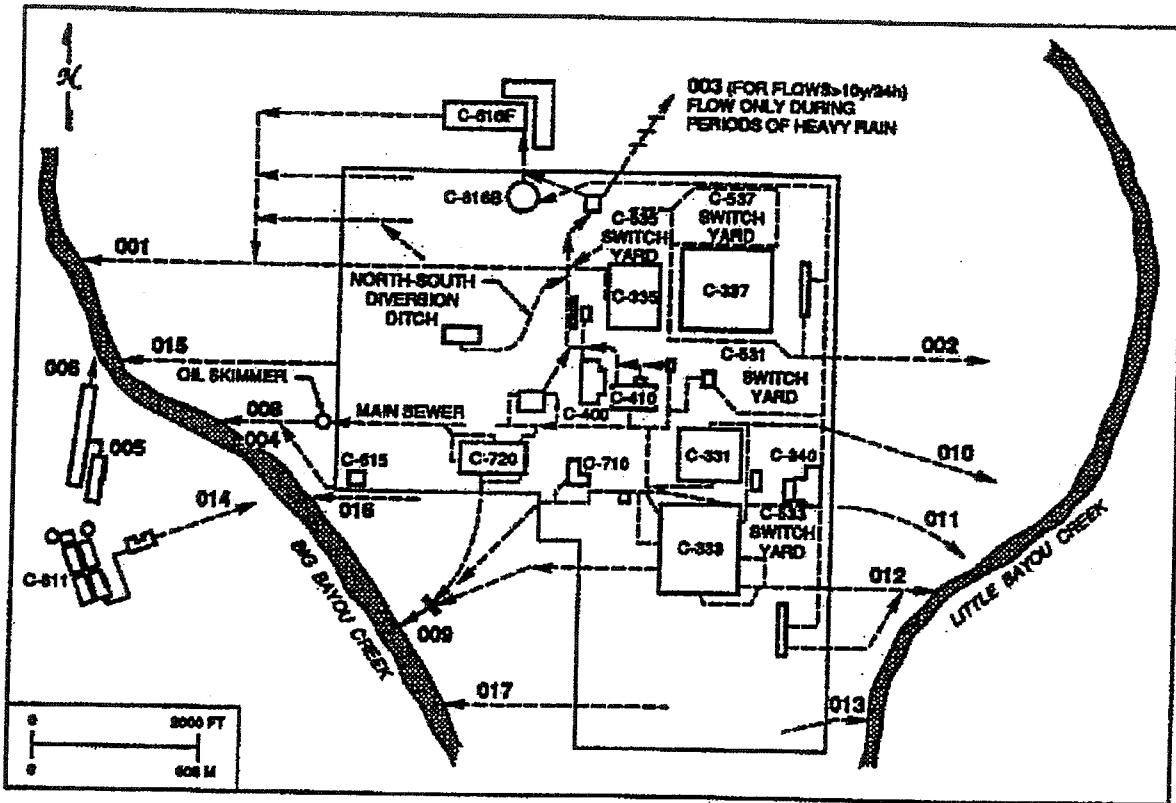 N
003 (FOR FLOWS>10y/24h)
FLOW ONLY DURING
PERIODS OF HEAVY RAIN
C-616F
C-616B
C-535
SWITCH
YARD
C-537
SWITCH
YARD
001
NORTH-SOUTH
DIVERSION
DITCH
C-335
C-337
015
006
OIL SKIMMER
C-531
SWITCH
YARD
002
008
MAIN SEWER
C-400
C-410
004
005
C-615
C-720
C-710
C-331
C-340
010
014
016
C-333
C-533
SWITCH
YARD
011
C-611
BIG BAYOU CREEK
012
LITTLE BAYOU CREEK
009
017
013
0
2000 FT
0